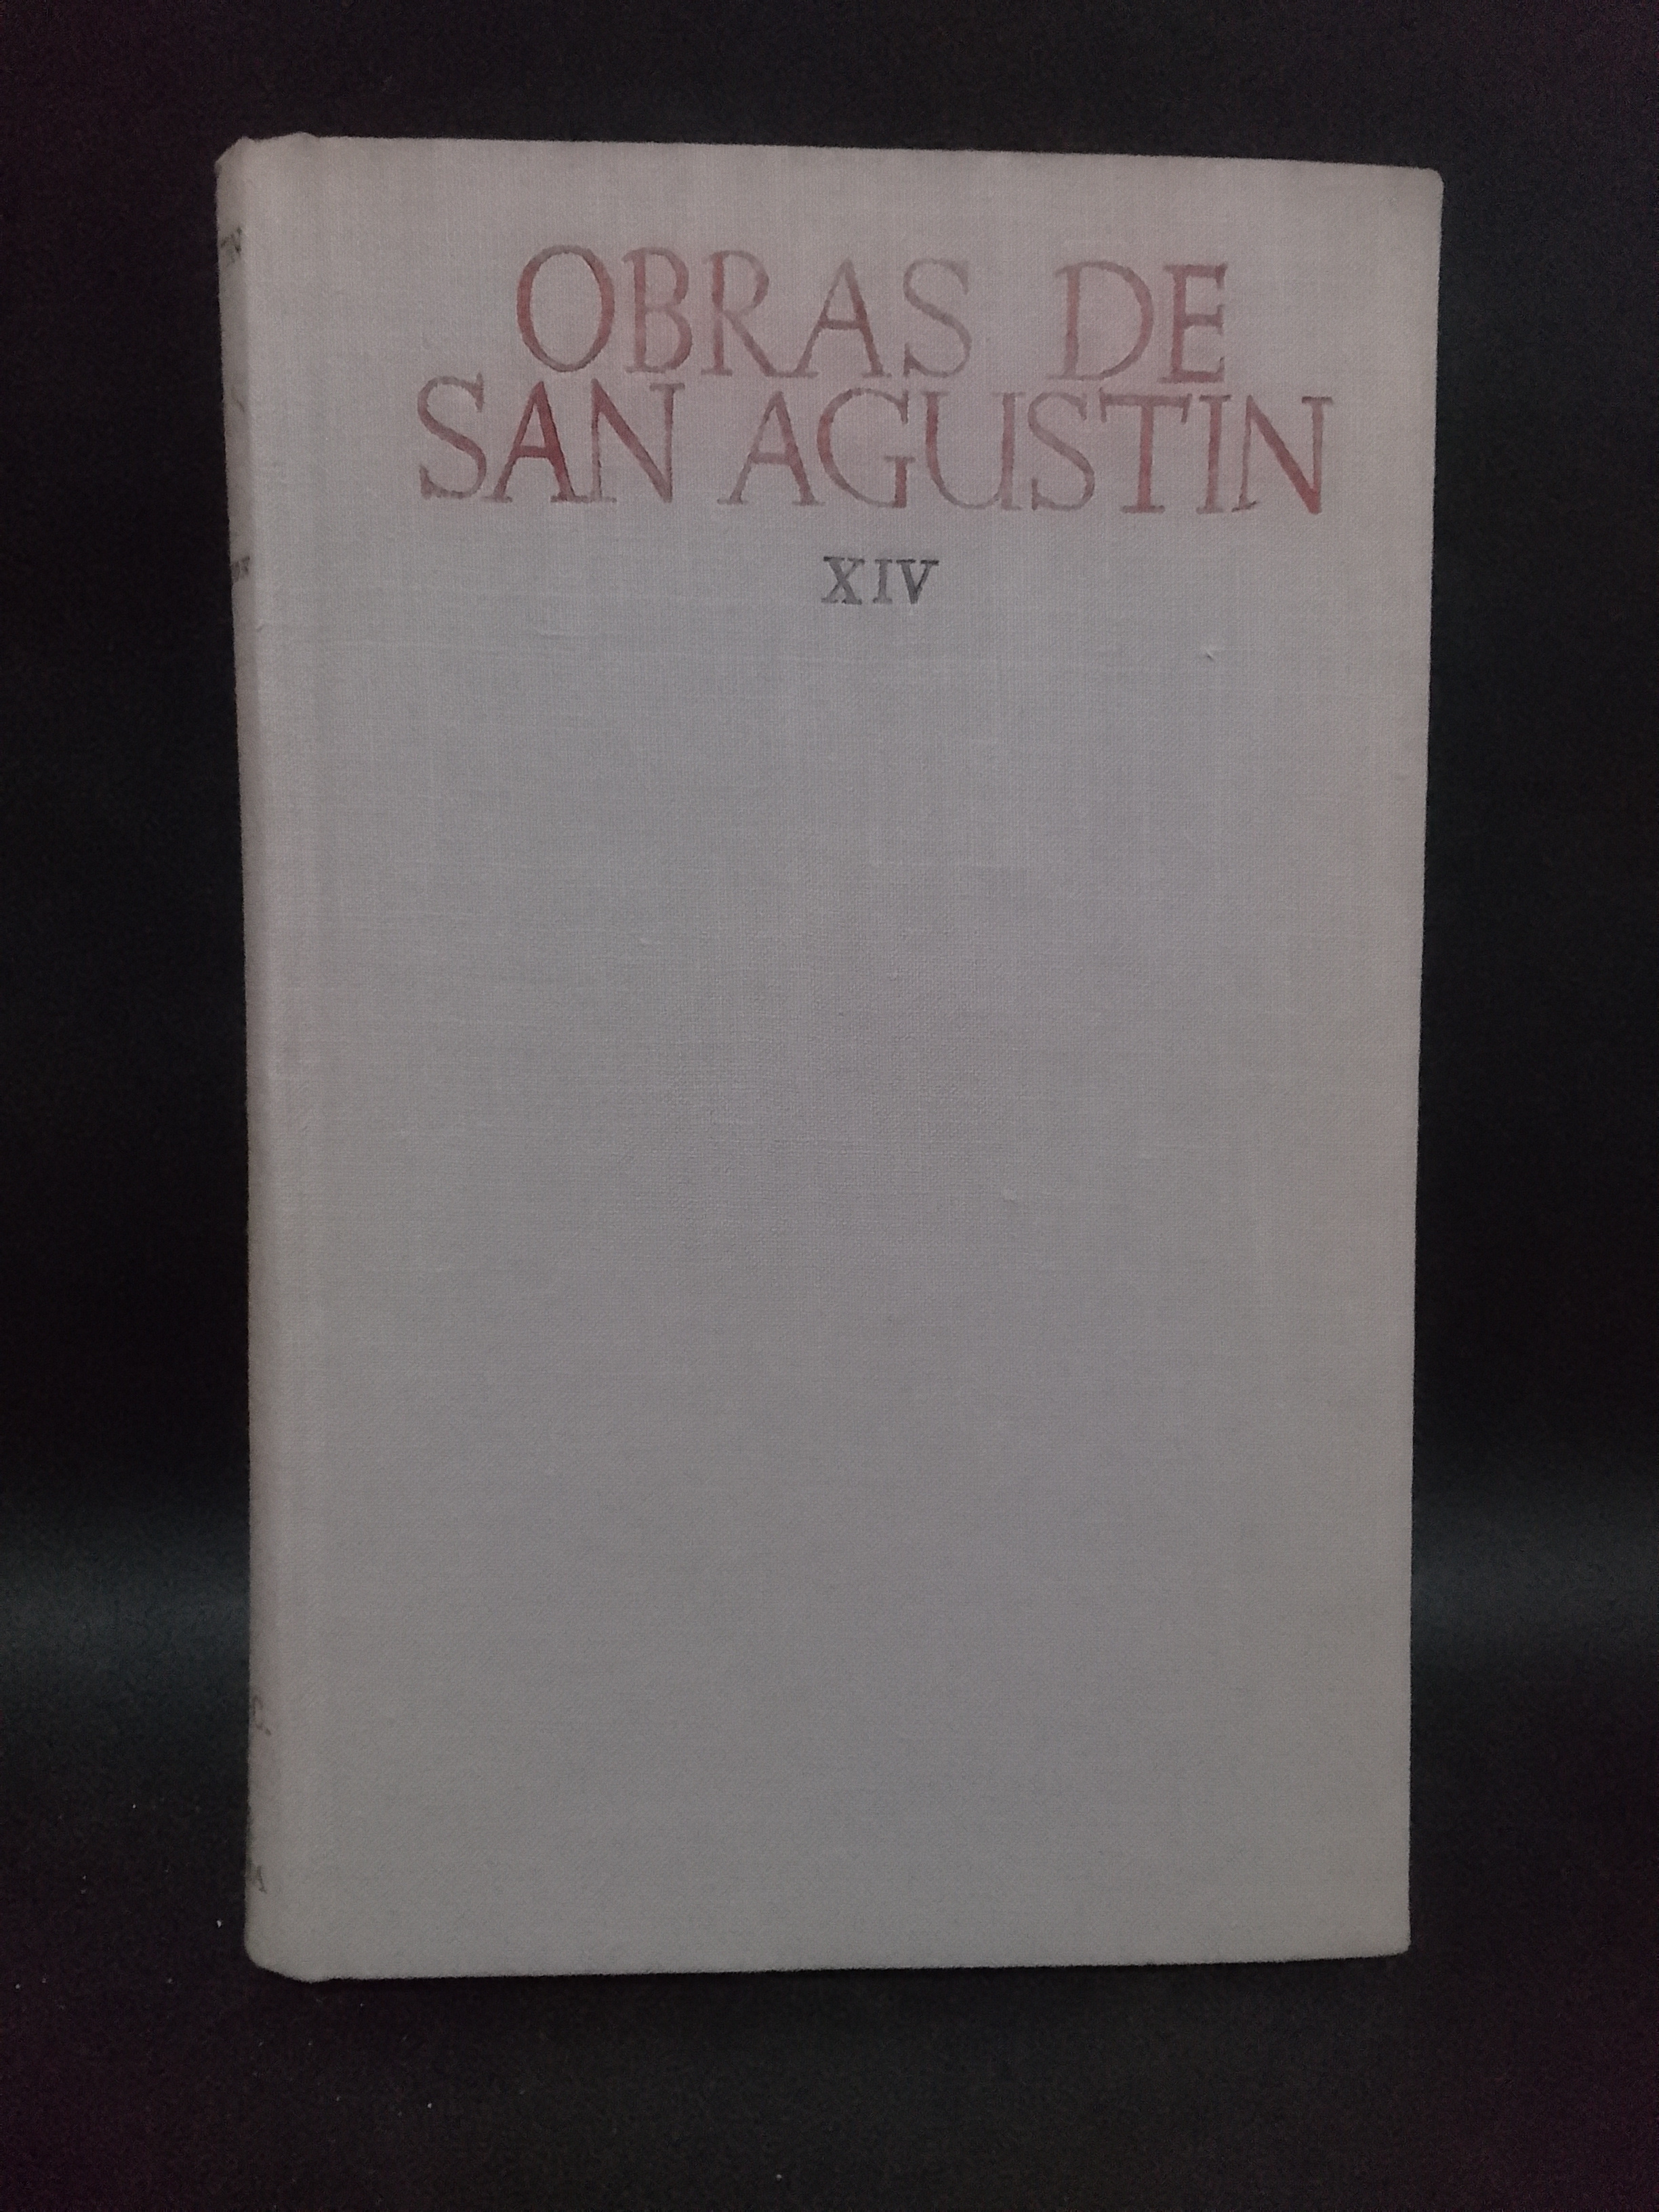 OBRAS DE
SAN AGUSTIN
XIV